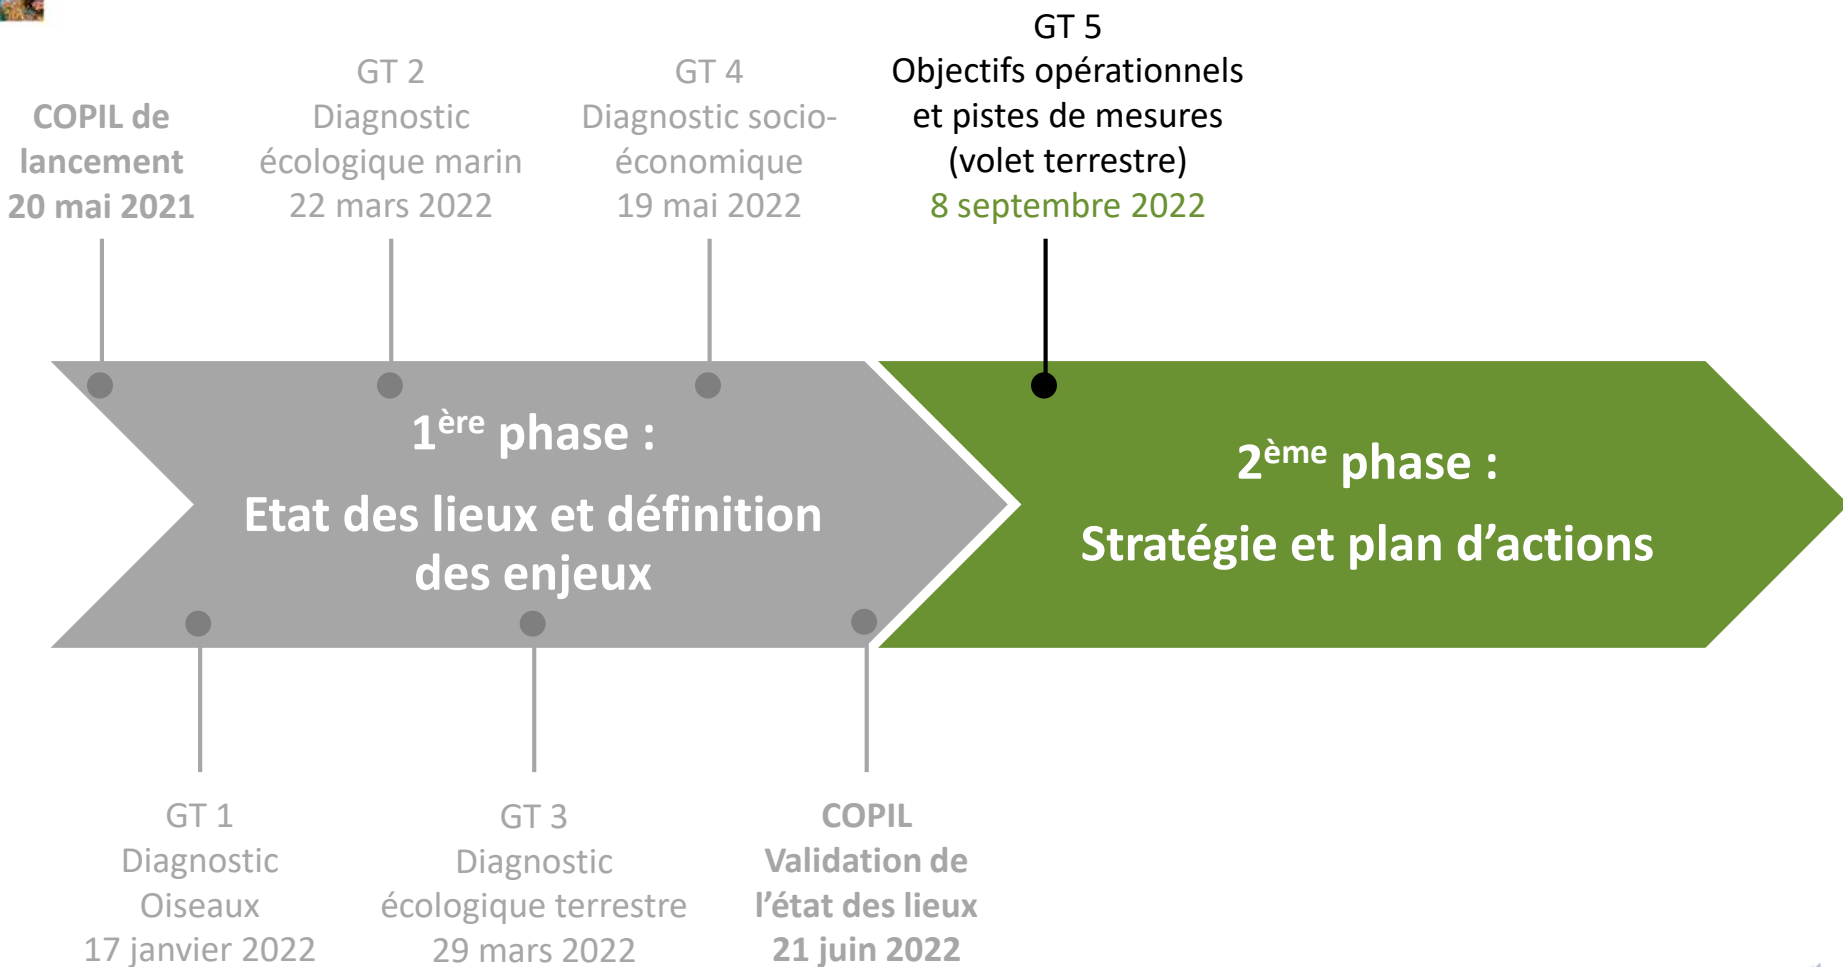 COPIL de
lancement
20 mai 2021
GT 2
Diagnostic
écologique marin
22 mars 2022
GT 4
Diagnostic socio-
économique
19 mai 2022
GT 5
Objectifs opérationnels
et pistes de mesures
(volet terrestre)
8 septembre 2022
1ère phase :
Etat des lieux et définition
des enjeux
2ème phase :
Stratégie et plan d’actions
GT 1
Diagnostic
Oiseaux
17 janvier 2022
GT 3
Diagnostic
écologique terrestre
29 mars 2022
COPIL
Validation de
l’état des lieux
21 juin 2022